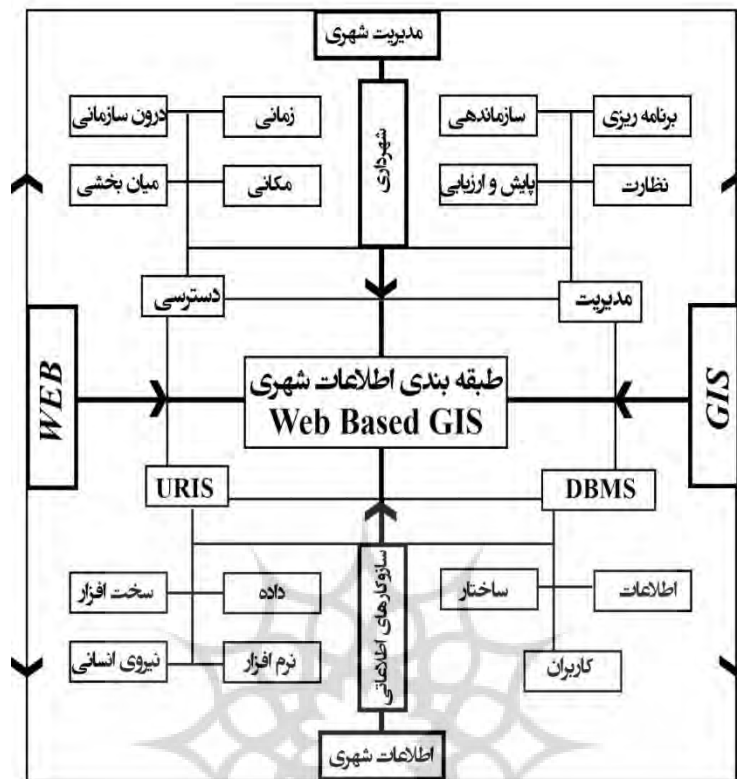 مدیریت شهری
شهرداری
برنامه ریزی
سازماندهی
زمانی
درون سازمانی
نظارت
پایش و ارزیابی
مکانی
میان بخشی
مدیریت
دسترسی
GIS
طبقه بندی اطلاعات شهری
Web Based GIS
WEB
DBMS
URIS
سازوکارهای اطلاعاتی
اطلاعات
ساختار
داده
سخت افزار
کاربران
نرم افزار
نیروی انسانی
اطلاعات شهری